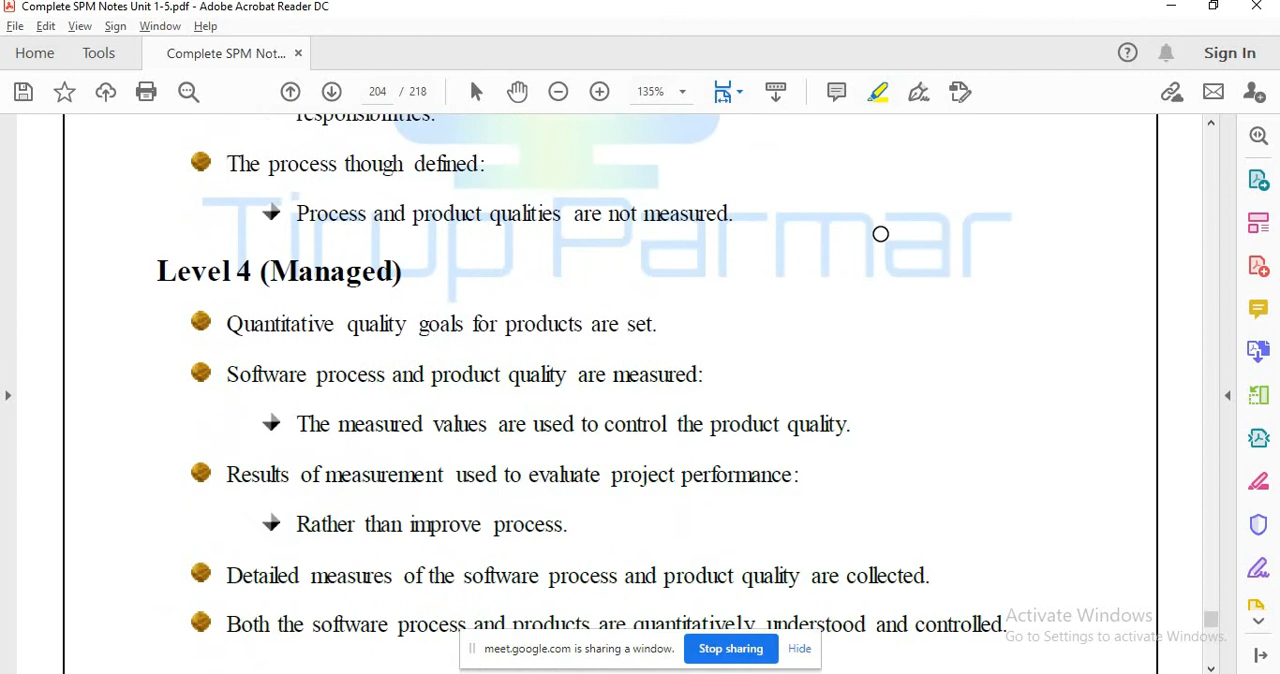 Complete SPM Notes Unit 1-5.pdf - Adobe Acrobat Reader DC
File Edit View Sign Window Help
Home Tools Complete SPM Not... × Sign In
204 / 218 135%
responsibilities.
The process though defined:
Process and product qualities are not measured.
Tirup Parmar
Level 4 (Managed)
Quantitative quality goals for products are set.
Software process and product quality are measured:
The measured values are used to control the product quality.
Results of measurement used to evaluate project performance:
Rather than improve process.
Detailed measures of the software process and product quality are collected.
Both the software process and products are quantitatively understood and controlled.
Activate Windows
Go to Settings to activate Windows.
meet.google.com is sharing a window. Stop sharing Hide